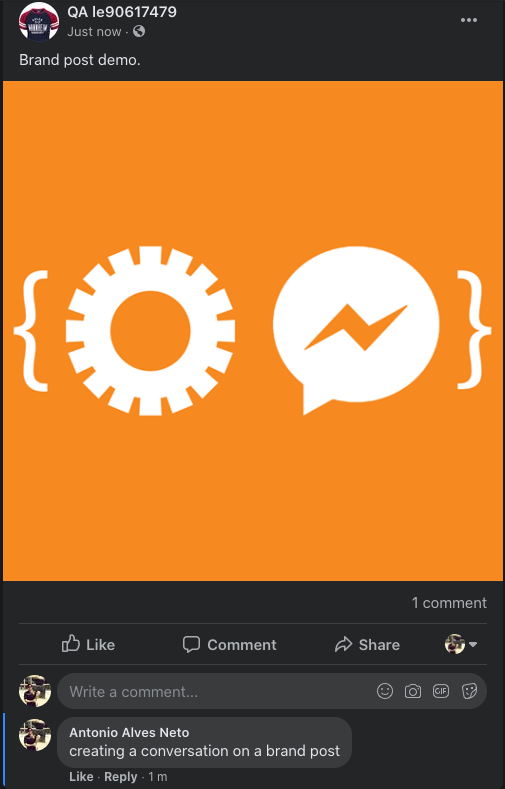 QA le90617479
Just now ·
Brand post demo.
{ }
1 comment
Like Comment Share
Write a comment... GIF
Antonio Alves Neto
creating a conversation on a brand post
Like · Reply · 1 m